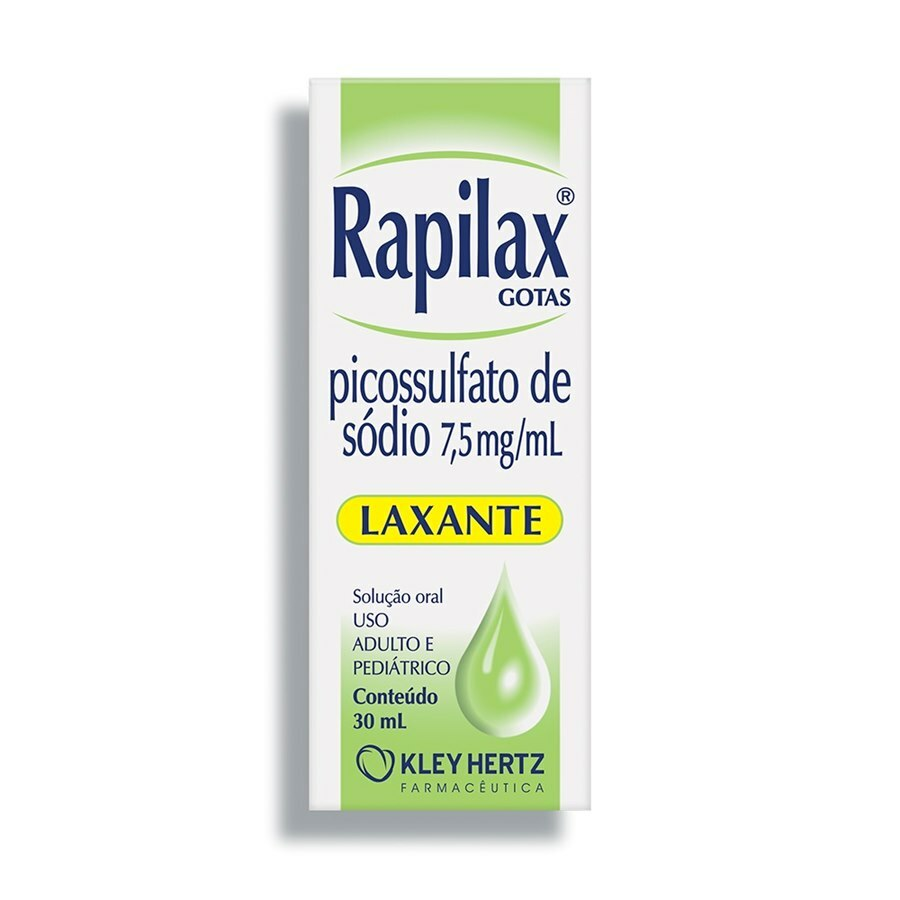 Rapilax®
GOTAS
picossulfato de
sódio 7,5 mg/mL
LAXANTE
Solução oral
USO
ADULTO E
PEDIÁTRICO
Conteúdo
30 mL
KLEY HERTZ
FARMACÊUTICA